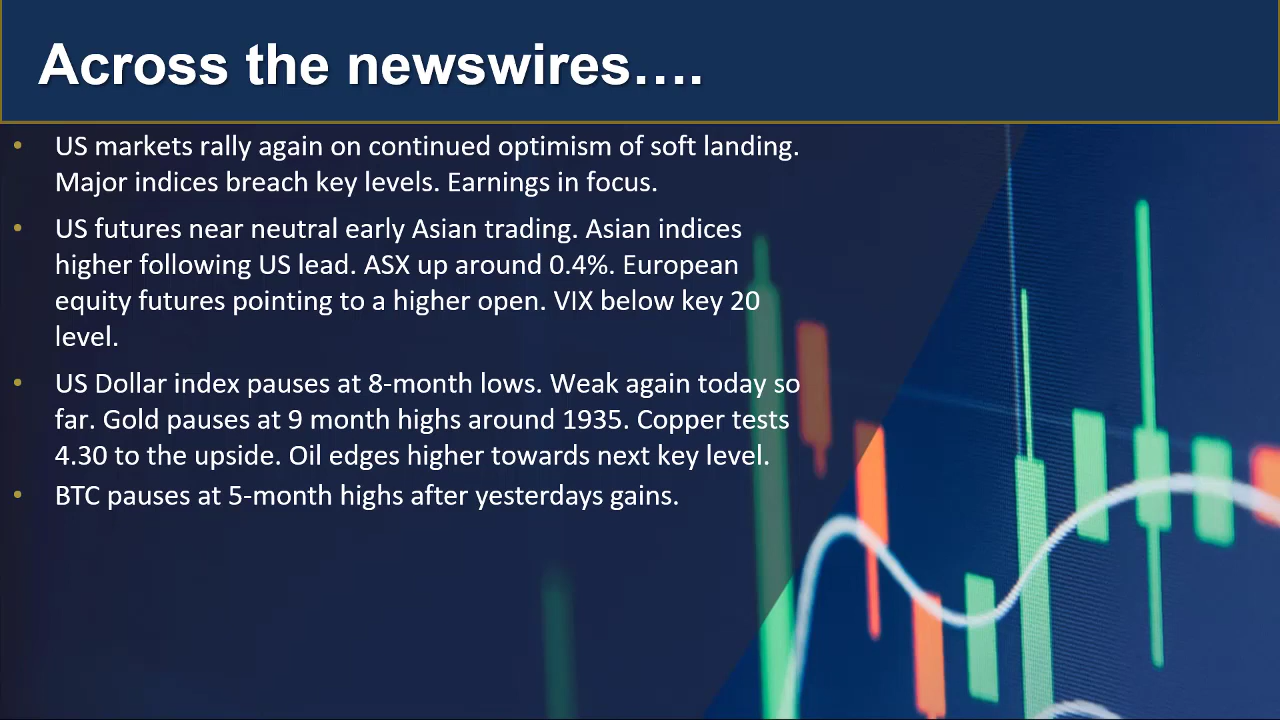 Across the newswires….
• US markets rally again on continued optimism of soft landing.
Major indices breach key levels. Earnings in focus.
• US futures near neutral early Asian trading. Asian indices
higher following US lead. ASX up around 0.4%. European
equity futures pointing to a higher open. VIX below key 20
level.
• US Dollar index pauses at 8-month lows. Weak again today so
far. Gold pauses at 9 month highs around 1935. Copper tests
4.30 to the upside. Oil edges higher towards next key level.
• BTC pauses at 5-month highs after yesterdays gains.